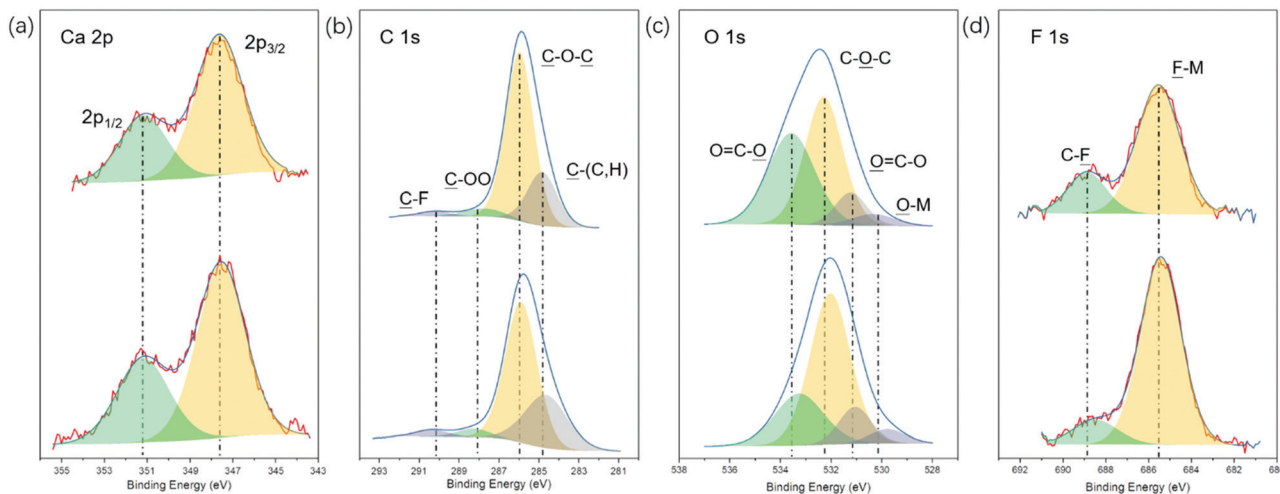 (a) Ca 2p
2p3/2
2p1/2
355 353 351 349 347 345 343
Binding Energy (eV)
(b) C 1s
C-O-C
C-(C,H)
C-OO
C-F
293 291 289 287 285 283 281
Binding Energy (eV)
(c) O 1s
C-O-C
O=C-O
O=C-O
O-M
538 536 534 532 530 528
Binding Energy (eV)
(d) F 1s
F-M
C-F
692 690 688 686 684 682 68
Binding Energy (eV)